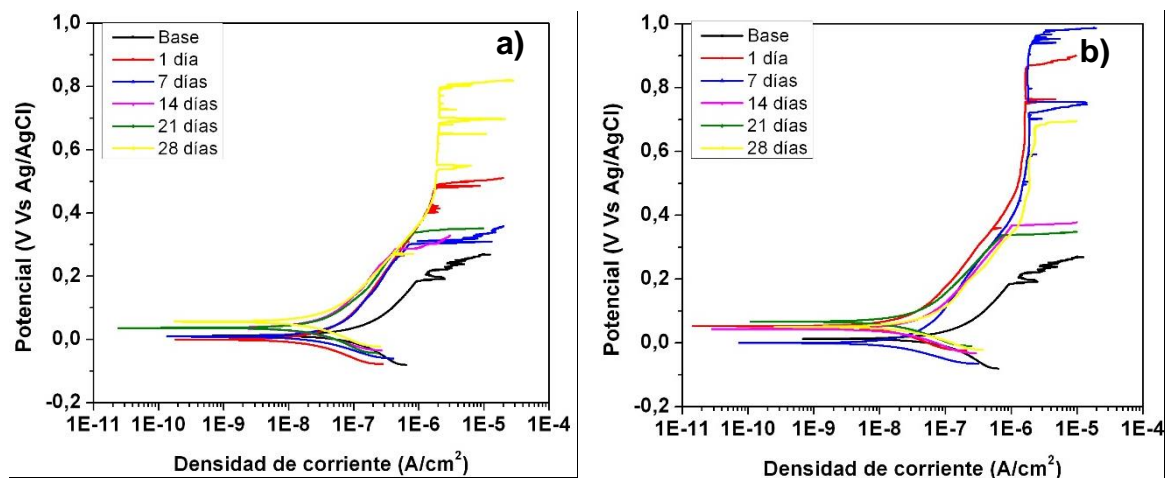 a)
Potencial (V Vs Ag/AgCl)
1,0
0,8
0,6
0,4
0,2
0,0
-0,2
Base
1 día
7 días
14 días
21 días
28 días
1E-11 1E-10 1E-9 1E-8 1E-7 1E-6 1E-5 1E-4
Densidad de corriente (A/cm²)
b)
Potencial (V Vs Ag/AgCl)
1,0
0,8
0,6
0,4
0,2
0,0
-0,2
Base
1 día
7 días
14 días
21 días
28 días
1E-11 1E-10 1E-9 1E-8 1E-7 1E-6 1E-5 1E-4
Densidad de corriente (A/cm²)